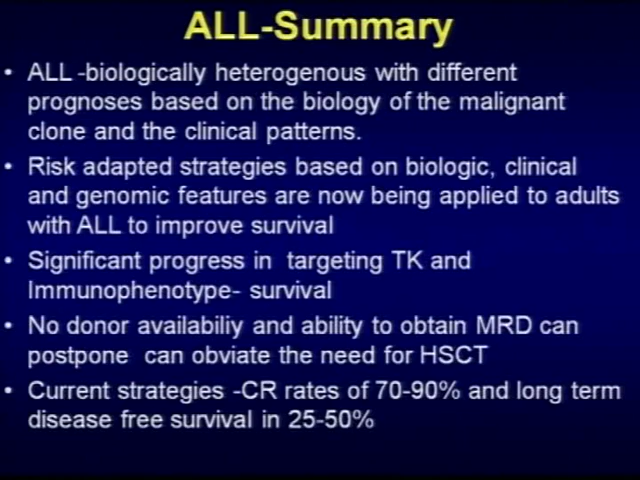 ALL-Summary
• ALL -biologically heterogenous with different
prognoses based on the biology of the malignant
clone and the clinical patterns.
• Risk adapted strategies based on biologic, clinical
and genomic features are now being applied to adults
with ALL to improve survival
• Significant progress in targeting TK and
Immunophenotype- survival
• No donor availabiliy and ability to obtain MRD can
postpone can obviate the need for HSCT
• Current strategies -CR rates of 70-90% and long term
disease free survival in 25-50%